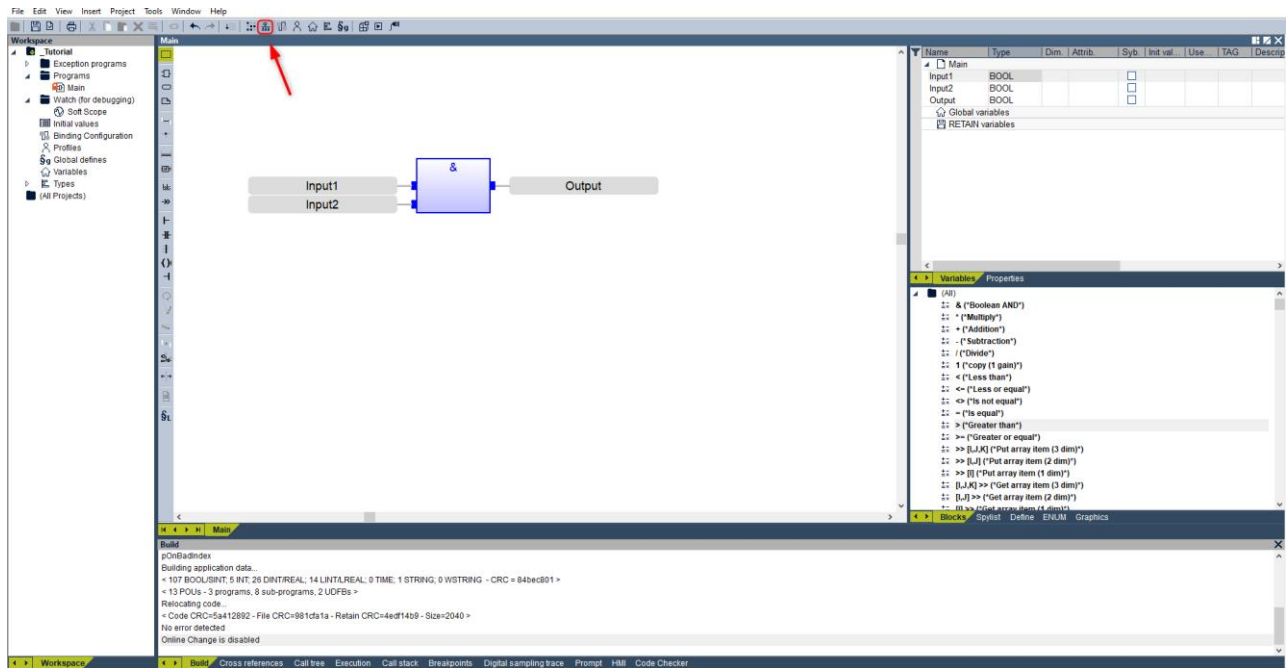 File Edit View Insert Project Tools Window Help
Workspace
_Tutorial
Exception programs
Programs
Main
Watch (for debugging)
Soft Scope
Initial values
Binding Configuration
Profiles
Global defines
Variables
Types
(All Projects)
Workspace
Main
&
Input1
Input2
Output
Main
Name Type Dim. Attrib. Syb. Init val... Use... TAG Descrip
Main
Input1 BOOL
Input2 BOOL
Output BOOL
Global variables
RETAIN variables
Variables Properties
(All)
& (*Boolean AND*)
* (*Multiply*)
+ (*Addition*)
- (*Subtraction*)
/ (*Divide*)
1 (*copy (1 gain*)
< (*Less than*)
<= (*Less or equal*)
<> (*Is not equal*)
= (*Is equal*)
> (*Greater than*)
>= (*Greater or equal*)
>> [I,J,K] (*Put array item (3 dim)*)
>> [I,J] (*Put array item (2 dim)*)
>> [I] (*Put array item (1 dim)*)
[I,J,K] >> (*Get array item (3 dim)*)
[I,J] >> (*Get array item (2 dim)*)
[I] >> (*Get array item (1 dim)*)
Blocks Spylist Define ENUM Graphics
Build
pOnBadIndex
Building application data...
< 107 BOOL/SINT; 5 INT; 26 DINT/REAL; 14 LINT/LREAL; 0 TIME; 1 STRING; 0 WSTRING - CRC = 84bec801 >
< 13 POUs - 3 programs, 8 sub-programs, 2 UDFBs >
Relocating code...
< Code CRC=5a412892 - File CRC=981cfa1a - Retain CRC=4edf14b9 - Size=2040 >
No error detected
Online Change is disabled
Build Cross references Call tree Execution Call stack Breakpoints Digital sampling trace Prompt HMI Code Checker